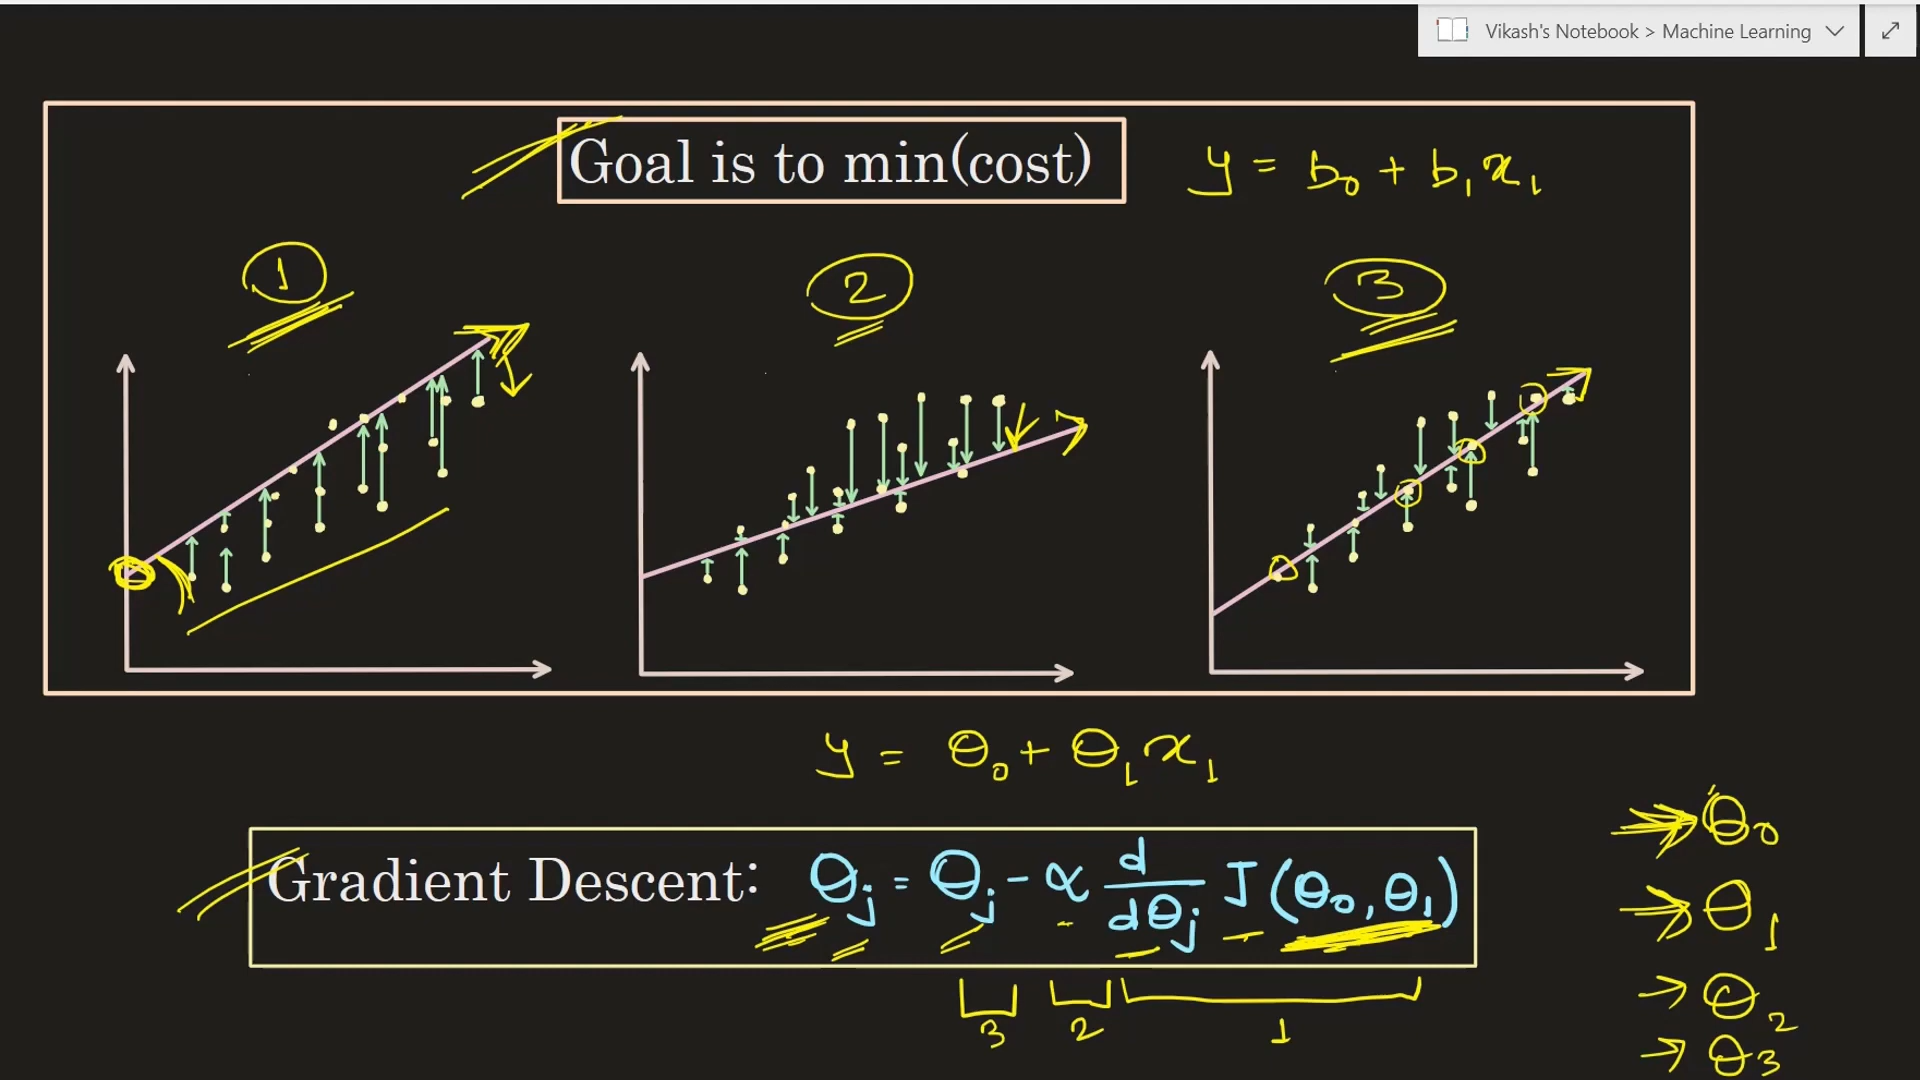 Vikash's Notebook > Machine Learning
Goal is to min(cost)
y = b₀ + b₁x₁
1
2
3
y = θ₀ + θ₁x₁
Gradient Descent: θj = θj - α d/dθj J(θ₀, θ₁)
3 2 1
→ θ₀
→ θ₁
→ θ₂
→ θ₃